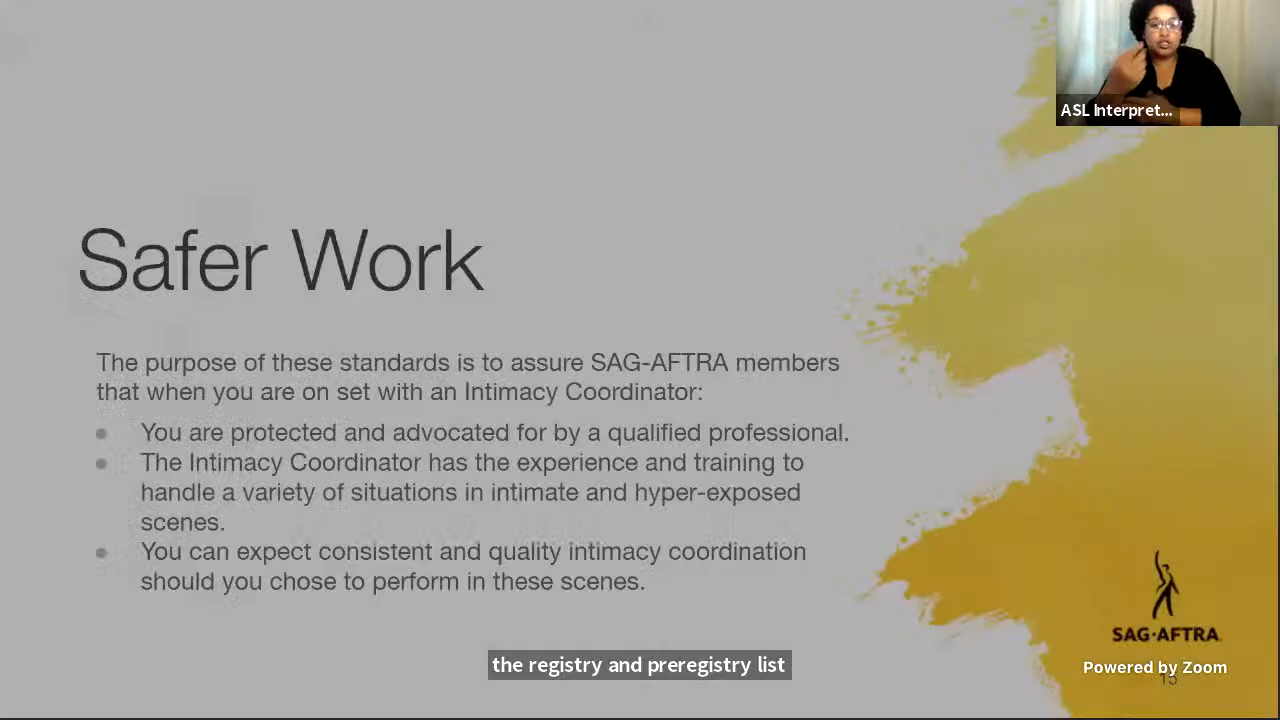 ASL Interpret...
Safer Work
The purpose of these standards is to assure SAG-AFTRA members
that when you are on set with an Intimacy Coordinator:
You are protected and advocated for by a qualified professional.
The Intimacy Coordinator has the experience and training to
handle a variety of situations in intimate and hyper-exposed
scenes.
You can expect consistent and quality intimacy coordination
should you chose to perform in these scenes.
SAG·AFTRA
the registry and preregistry list
Powered by Zoom
13